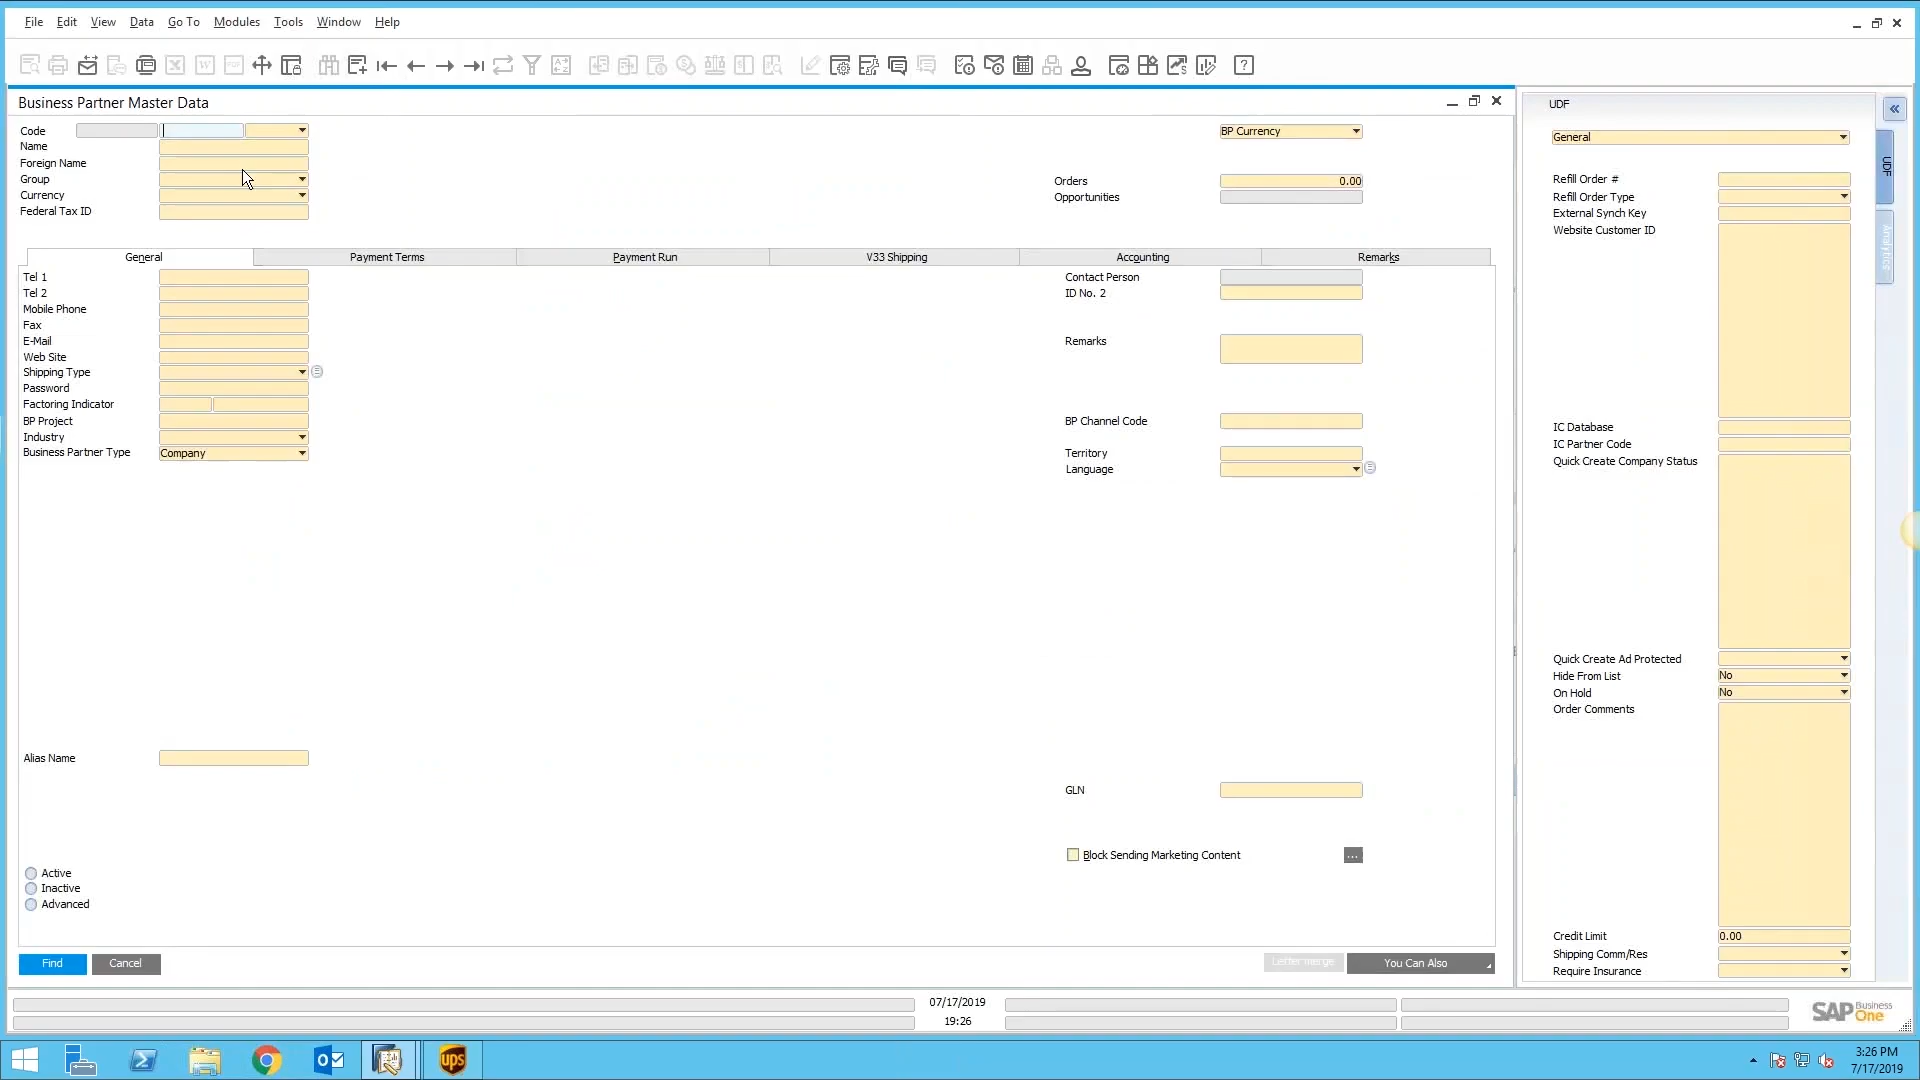 File Edit View Data Go To Modules Tools Window Help
Business Partner Master Data
UDF
Code
BP Currency
General
Name
Foreign Name
Group
Currency
Federal Tax ID
Orders 0.00
Opportunities
General Payment Terms Payment Run V33 Shipping Accounting Remarks
Tel 1
Tel 2
Mobile Phone
Fax
E-Mail
Web Site
Shipping Type
Password
Factoring Indicator
BP Project
Industry
Business Partner Type Company
Contact Person
ID No. 2
Remarks
BP Channel Code
Territory
Language
Alias Name
GLN
Block Sending Marketing Content
...
Active
Inactive
Advanced
Find Cancel
Letter merge You Can Also
Refill Order #
Refill Order Type
External Synch Key
Website Customer ID
IC Database
IC Partner Code
Quick Create Company Status
Quick Create Ad Protected
Hide From List No
On Hold No
Order Comments
Credit Limit 0.00
Shipping Comm/Res
Require Insurance
UDF
Analytics
07/17/2019
19:26
SAP Business One
ups
3:26 PM
7/17/2019